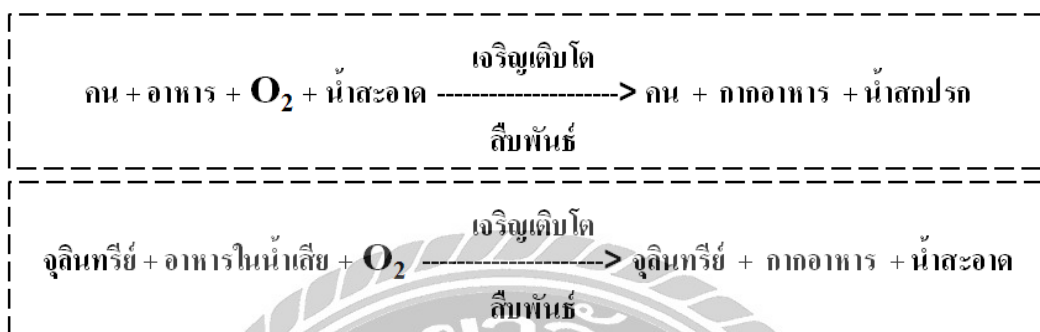 เจริญเติบโต
คน + อาหาร + O2 + น้ำสะอาด --------------------> คน + กากอาหาร + น้ำสกปรก
สืบพันธ์
เจริญเติบโต
จุลินทรีย์ + อาหารในน้ำเสีย + O2 --------------------> จุลินทรีย์ + กากอาหาร + น้ำสะอาด
สืบพันธ์